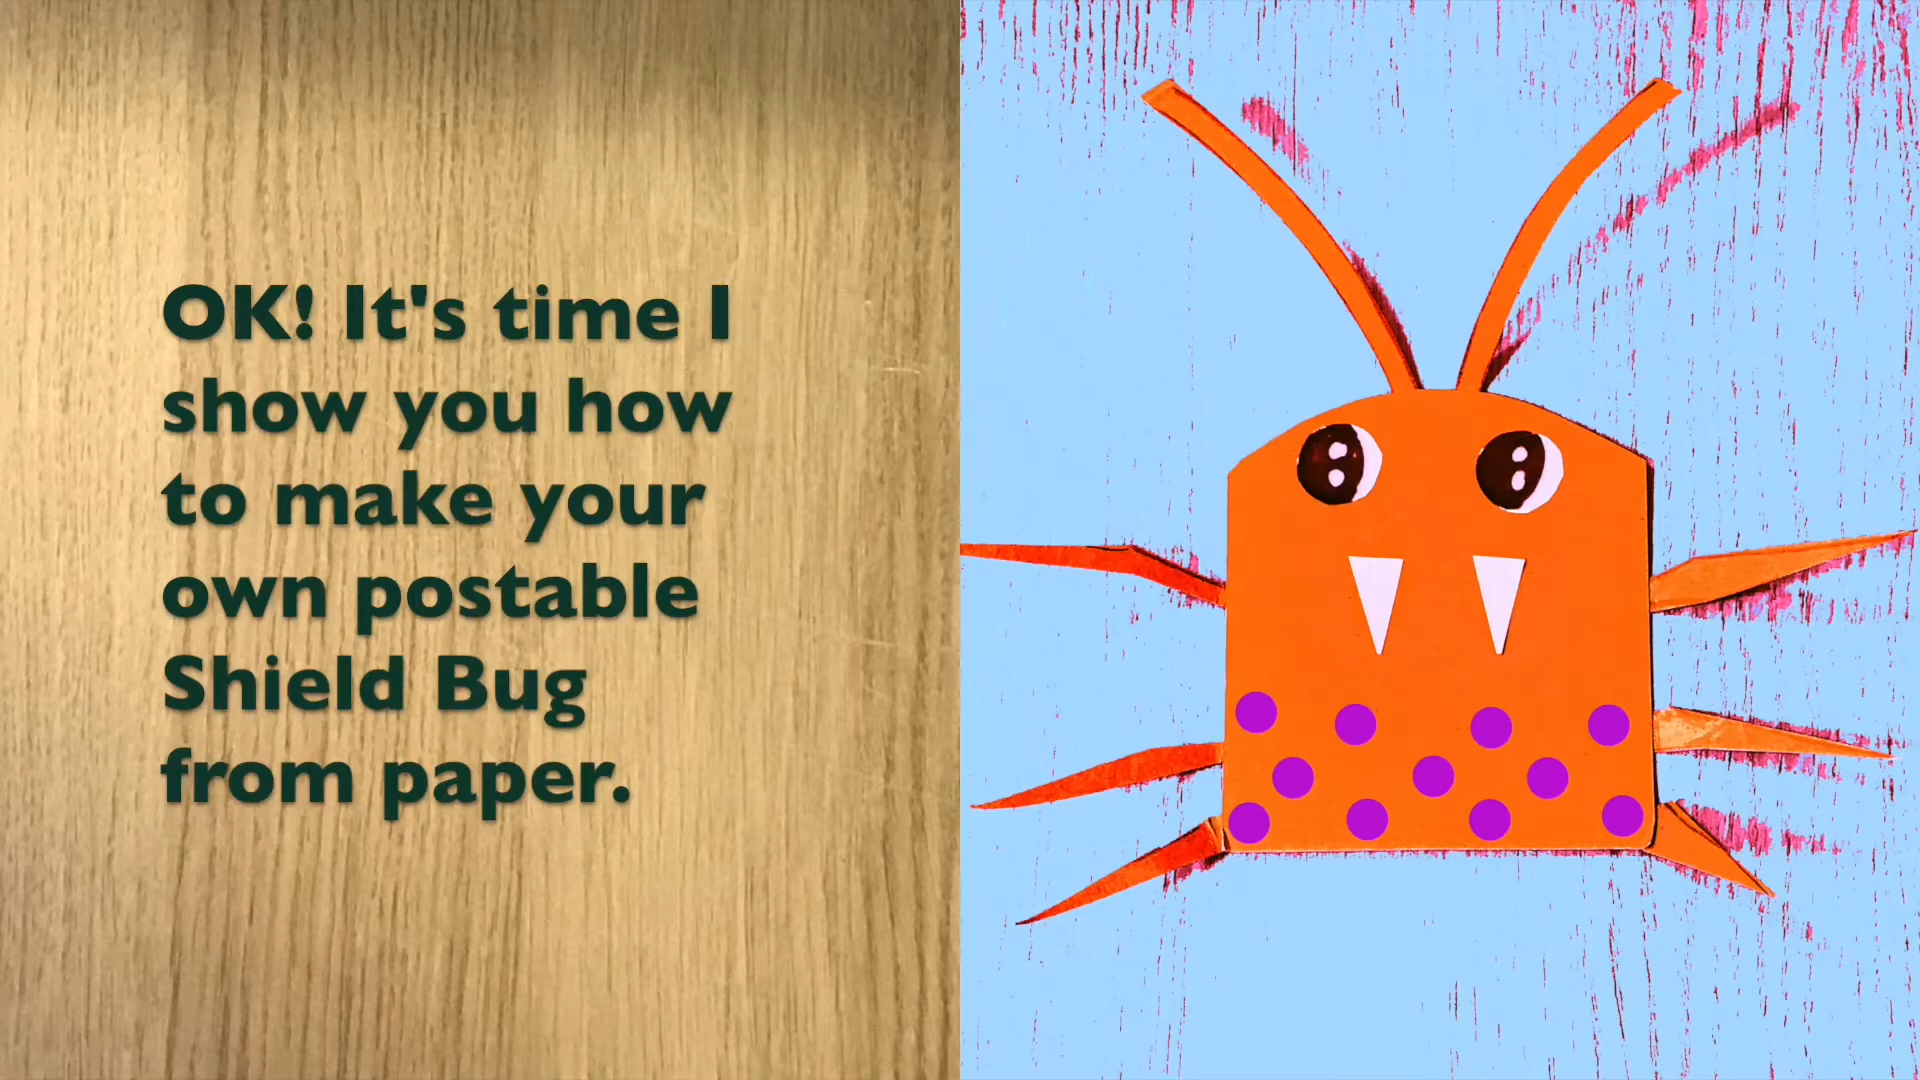 OK! It's time I
show you how
to make your
own postable
Shield Bug
from paper.